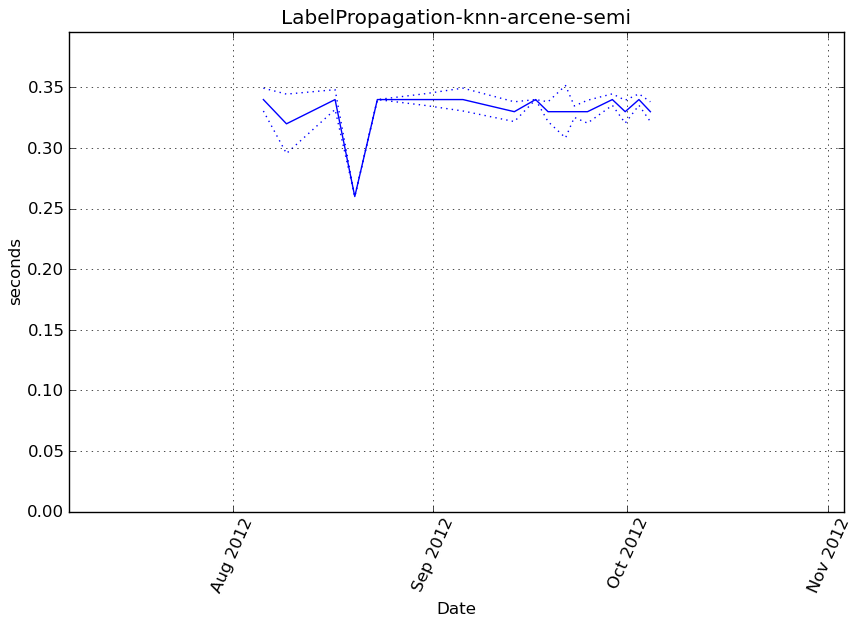 LabelPropagation-knn-arcene-semi
0.35
0.30
0.25
0.20
0.15
0.10
0.05
0.00
seconds
Aug 2012
Sep 2012
Oct 2012
Nov 2012
Date